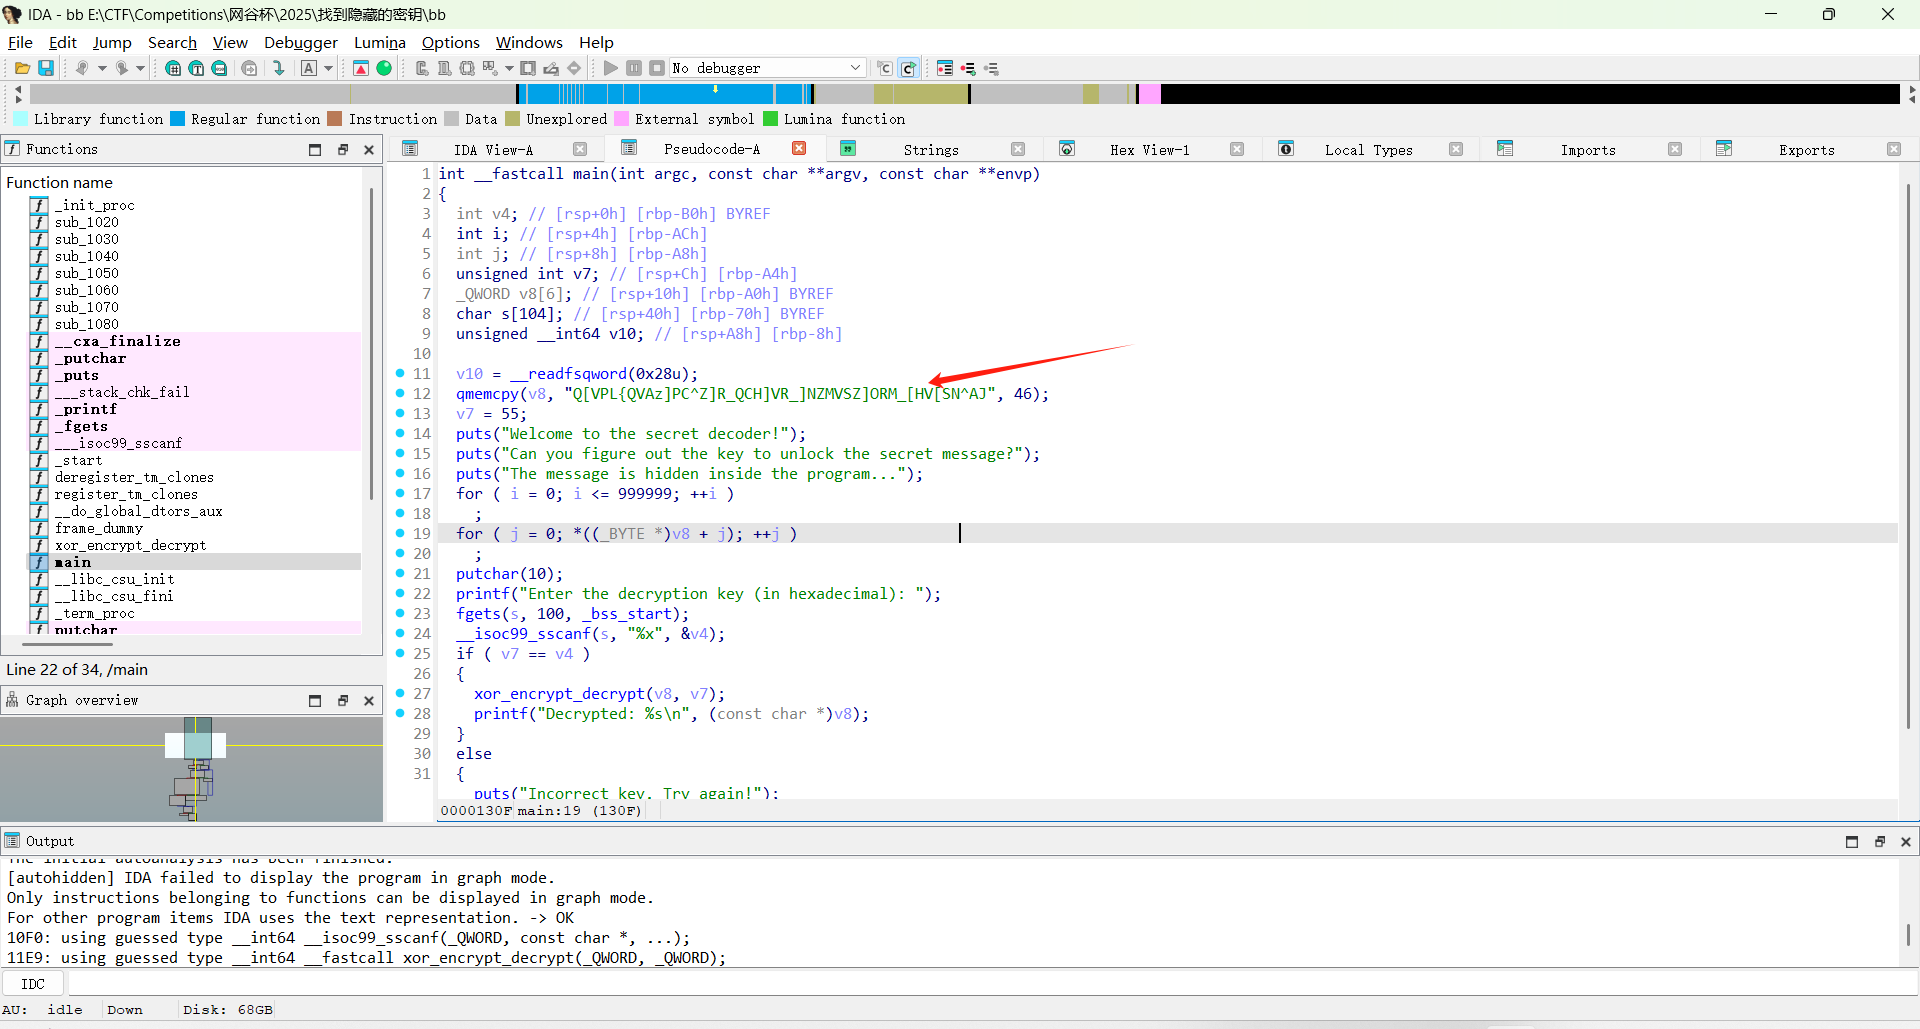 IDA - bb E:\CTF\Competitions\网谷杯\2025\找到隐藏的密钥\bb
File Edit Jump Search View Debugger Lumina Options Windows Help
No debugger
Library function Regular function Instruction Data Unexplored External symbol Lumina function
Functions
Function name
_init_proc
sub_1020
sub_1030
sub_1040
sub_1050
sub_1060
sub_1070
sub_1080
__cxa_finalize
_putchar
_puts
___stack_chk_fail
_printf
_fgets
___isoc99_sscanf
_start
deregister_tm_clones
register_tm_clones
__do_global_dtors_aux
frame_dummy
xor_encrypt_decrypt
main
__libc_csu_init
__libc_csu_fini
_term_proc
putchar
Line 22 of 34, /main
Graph overview
IDA View-A Pseudocode-A Strings Hex View-1 Local Types Imports Exports
1 int __fastcall main(int argc, const char **argv, const char **envp)
2 {
3 int v4; // [rsp+0h] [rbp-B0h] BYREF
4 int i; // [rsp+4h] [rbp-ACh]
5 int j; // [rsp+8h] [rbp-A8h]
6 unsigned int v7; // [rsp+Ch] [rbp-A4h]
7 _QWORD v8[6]; // [rsp+10h] [rbp-A0h] BYREF
8 char s[104]; // [rsp+40h] [rbp-70h] BYREF
9 unsigned __int64 v10; // [rsp+A8h] [rbp-8h]
10
11 v10 = __readfsqword(0x28u);
12 qmemcpy(v8, "Q[VPL{QVAz]PC^Z]R_QCH]VR_]NZMVSZ]ORM_[HV[SN^AJ", 46);
13 v7 = 55;
14 puts("Welcome to the secret decoder!");
15 puts("Can you figure out the key to unlock the secret message?");
16 puts("The message is hidden inside the program...");
17 for ( i = 0; i <= 999999; ++i )
18 ;
19 for ( j = 0; *((_BYTE *)v8 + j); ++j )
20 ;
21 putchar(10);
22 printf("Enter the decryption key (in hexadecimal): ");
23 fgets(s, 100, _bss_start);
24 __isoc99_sscanf(s, "%x", &v4);
25 if ( v7 == v4 )
26 {
27 xor_encrypt_decrypt(v8, v7);
28 printf("Decrypted: %s\n", (const char *)v8);
29 }
30 else
31 {
puts("Incorrect key. Try again!");
0000130F main:19 (130F)
Output
The initial autoanalysis has been finished.
[autohidden] IDA failed to display the program in graph mode.
Only instructions belonging to functions can be displayed in graph mode.
For other program items IDA uses the text representation. -> OK
10F0: using guessed type __int64 __isoc99_sscanf(_QWORD, const char *, ...);
11E9: using guessed type __int64 __fastcall xor_encrypt_decrypt(_QWORD, _QWORD);
IDC
AU: idle Down Disk: 68GB